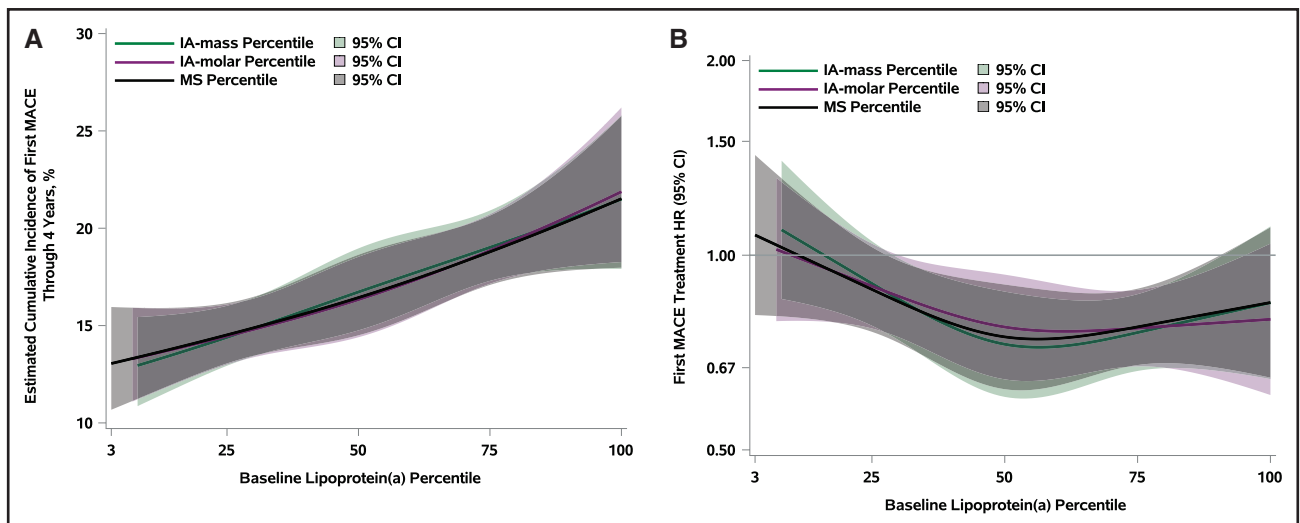 A
IA-mass Percentile 95% CI
IA-molar Percentile 95% CI
MS Percentile 95% CI
Estimated Cumulative Incidence of First MACE
Through 4 Years, %
30
25
20
15
10
3 25 50 75 100
Baseline Lipoprotein(a) Percentile
B
IA-mass Percentile 95% CI
IA-molar Percentile 95% CI
MS Percentile 95% CI
First MACE Treatment HR (95% CI)
2.00
1.50
1.00
0.67
0.50
3 25 50 75 100
Baseline Lipoprotein(a) Percentile